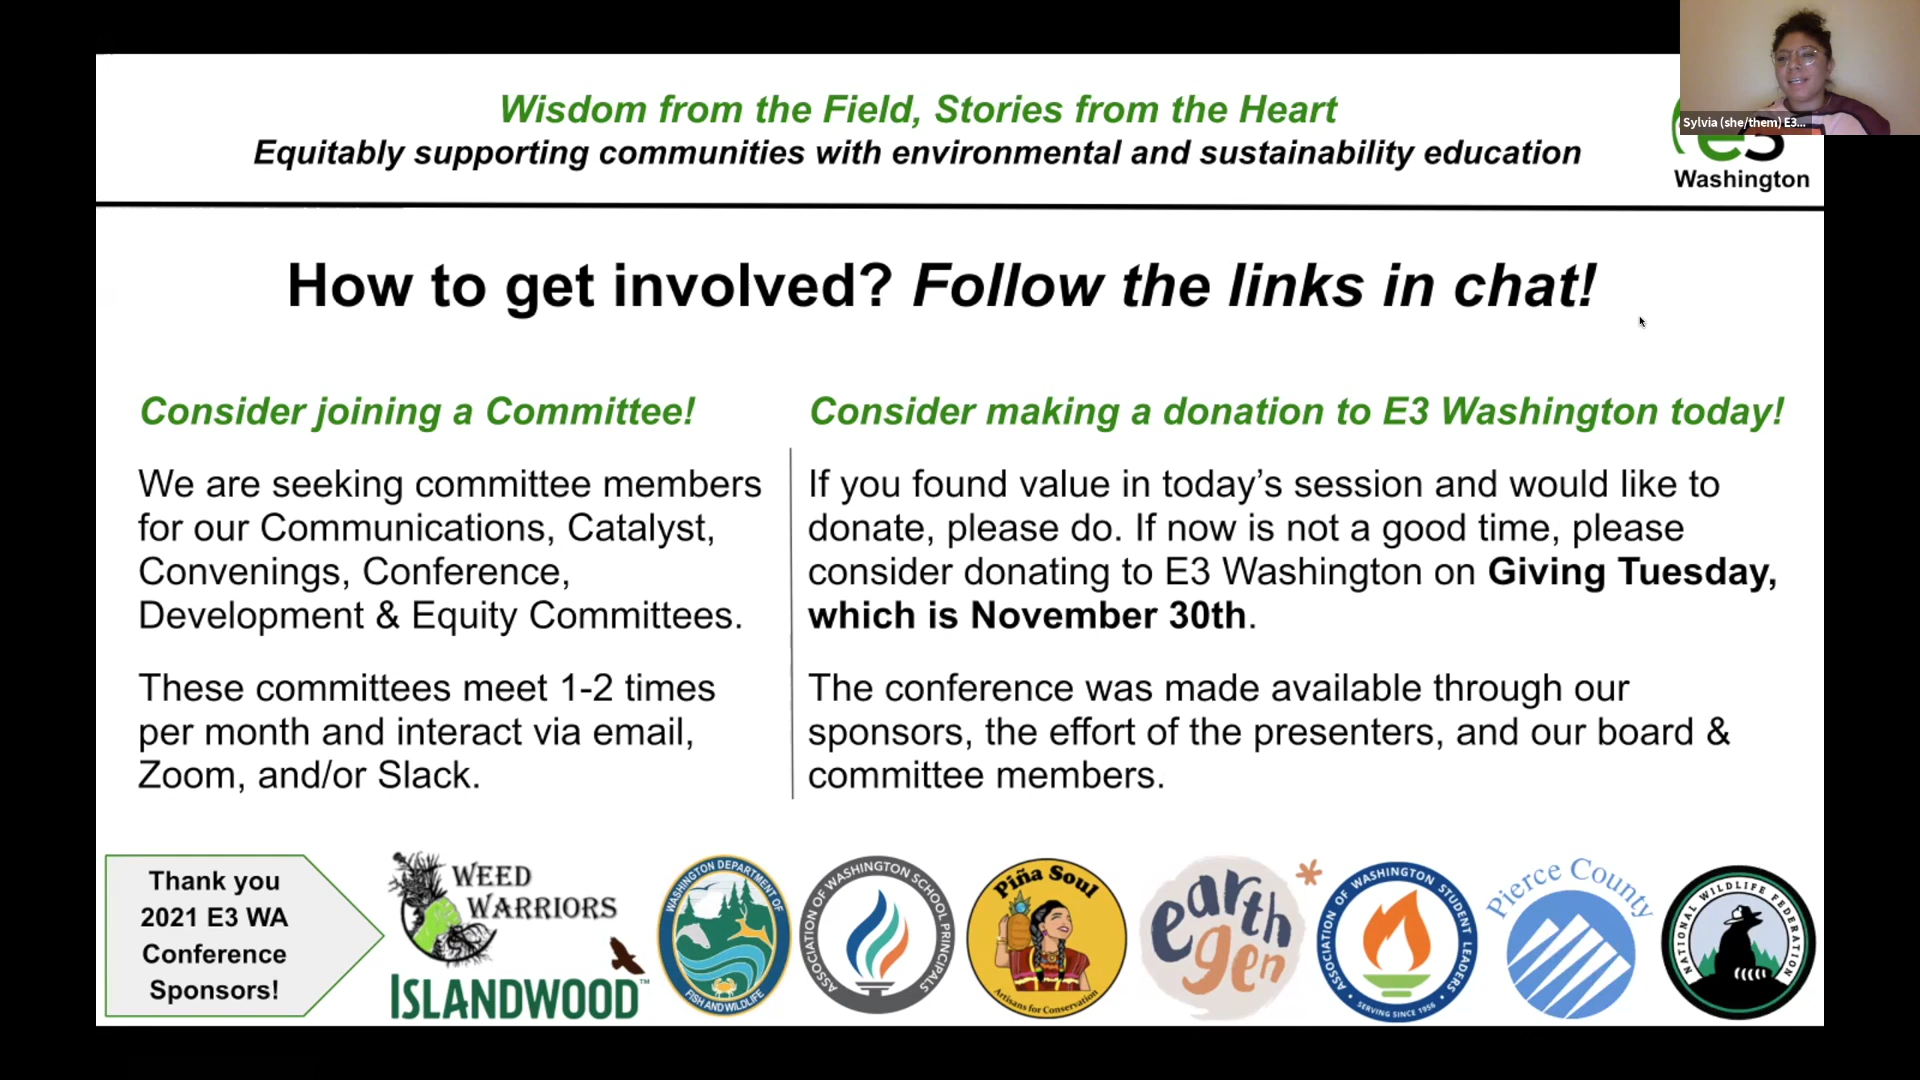 Sylvia (she/them) E3...
Wisdom from the Field, Stories from the Heart
Equitably supporting communities with environmental and sustainability education
e3
Washington
How to get involved? Follow the links in chat!
Consider joining a Committee!
We are seeking committee members
for our Communications, Catalyst,
Convenings, Conference,
Development & Equity Committees.
These committees meet 1-2 times
per month and interact via email,
Zoom, and/or Slack.
Consider making a donation to E3 Washington today!
If you found value in today’s session and would like to
donate, please do. If now is not a good time, please
consider donating to E3 Washington on Giving Tuesday,
which is November 30th.
The conference was made available through our
sponsors, the effort of the presenters, and our board &
committee members.
Thank you
2021 E3 WA
Conference
Sponsors!
WEED
WARRIORS
ISLANDWOOD™
WASHINGTON DEPARTMENT OF
FISH AND WILDLIFE
ASSOCIATION OF WASHINGTON SCHOOL PRINCIPALS
Piña Soul
Artisans for Conservation
earth
gen
ASSOCIATION OF WASHINGTON STUDENT LEADERS
• SERVING SINCE 1956 •
Pierce County
NATIONAL WILDLIFE FEDERATION